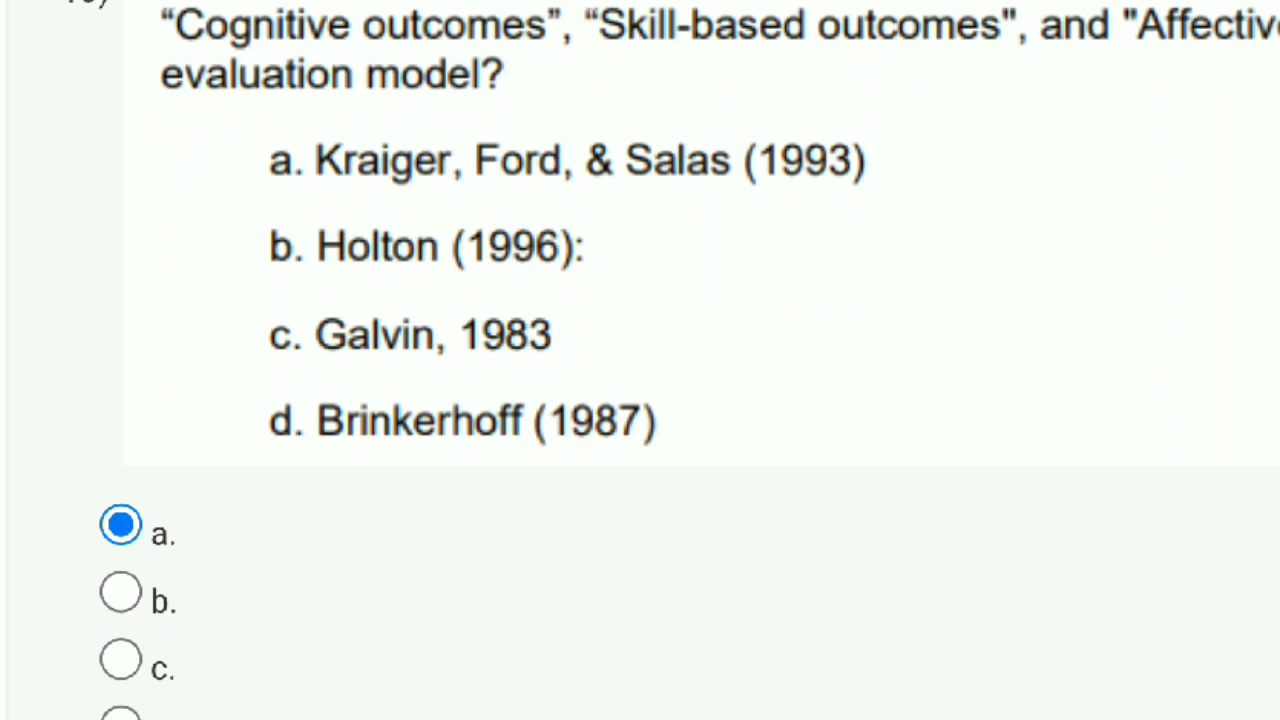 “Cognitive outcomes”, “Skill-based outcomes", and "Affective
evaluation model?
a. Kraiger, Ford, & Salas (1993)
b. Holton (1996):
c. Galvin, 1983
d. Brinkerhoff (1987)
a.
b.
c.